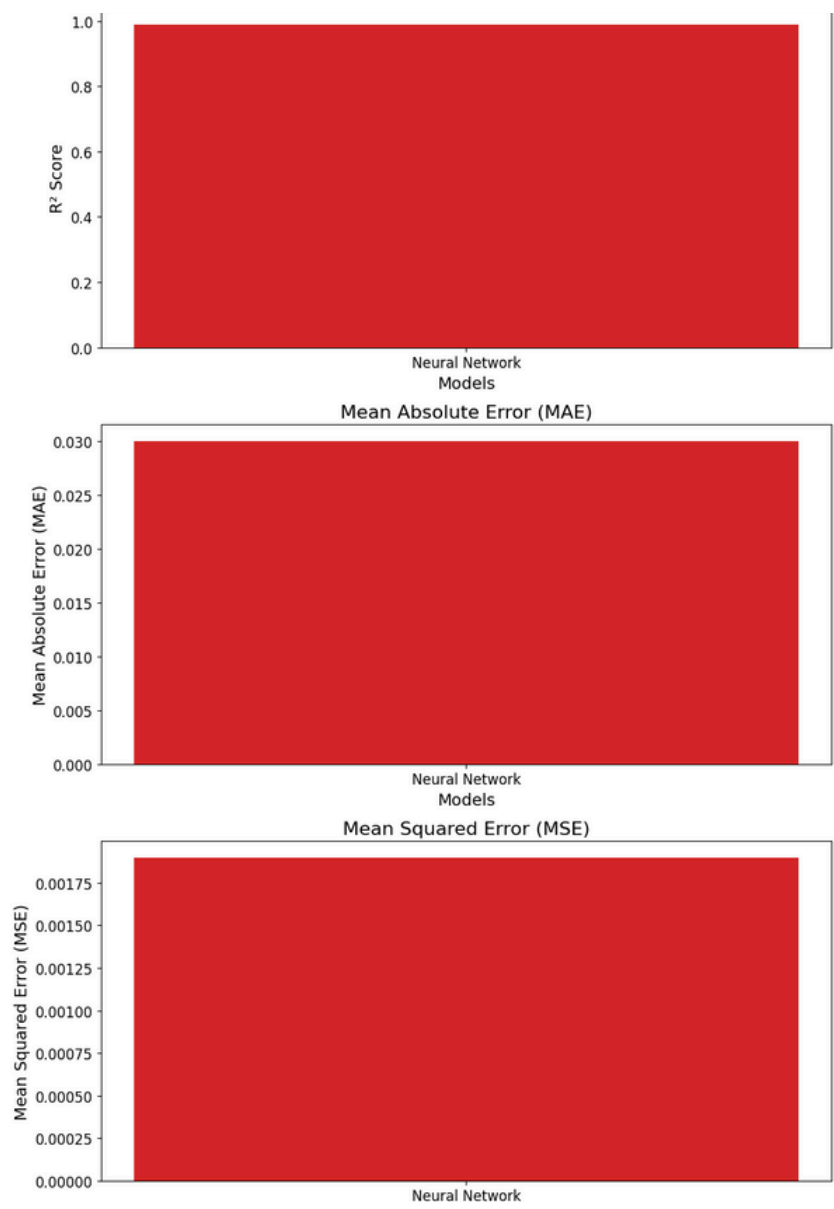 1.0
0.8
0.6
0.4
0.2
0.0
R² Score
Neural Network
Models
Mean Absolute Error (MAE)
0.030
0.025
0.020
0.015
0.010
0.005
0.000
Mean Absolute Error (MAE)
Neural Network
Models
Mean Squared Error (MSE)
0.00175
0.00150
0.00125
0.00100
0.00075
0.00050
0.00025
0.00000
Mean Squared Error (MSE)
Neural Network